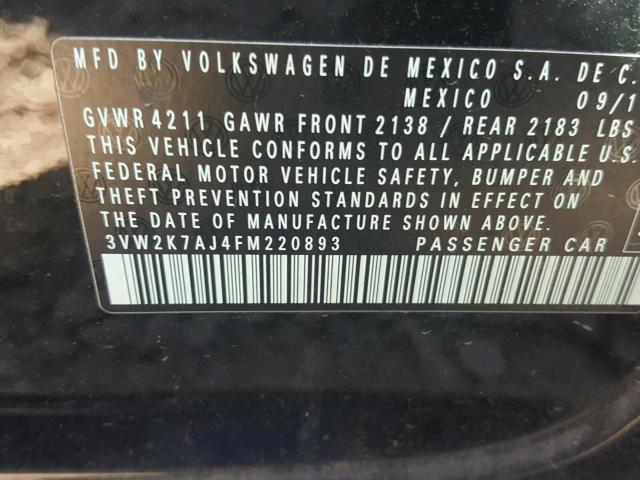 MFD BY VOLKSWAGEN DE MEXICO S.A. DE C.
MEXICO 09/1
GVWR 4211 GAWR FRONT 2138 / REAR 2183 LBS
THIS VEHICLE CONFORMS TO ALL APPLICABLE U.S.
FEDERAL MOTOR VEHICLE SAFETY, BUMPER AND
THEFT PREVENTION STANDARDS IN EFFECT ON
THE DATE OF MANUFACTURE SHOWN ABOVE.
3VW2K7AJ4FM220893 PASSENGER CAR